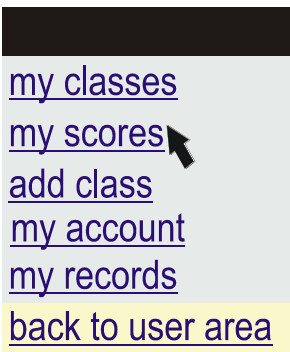 my classes
my scores
add class
my account
my records
back to user area